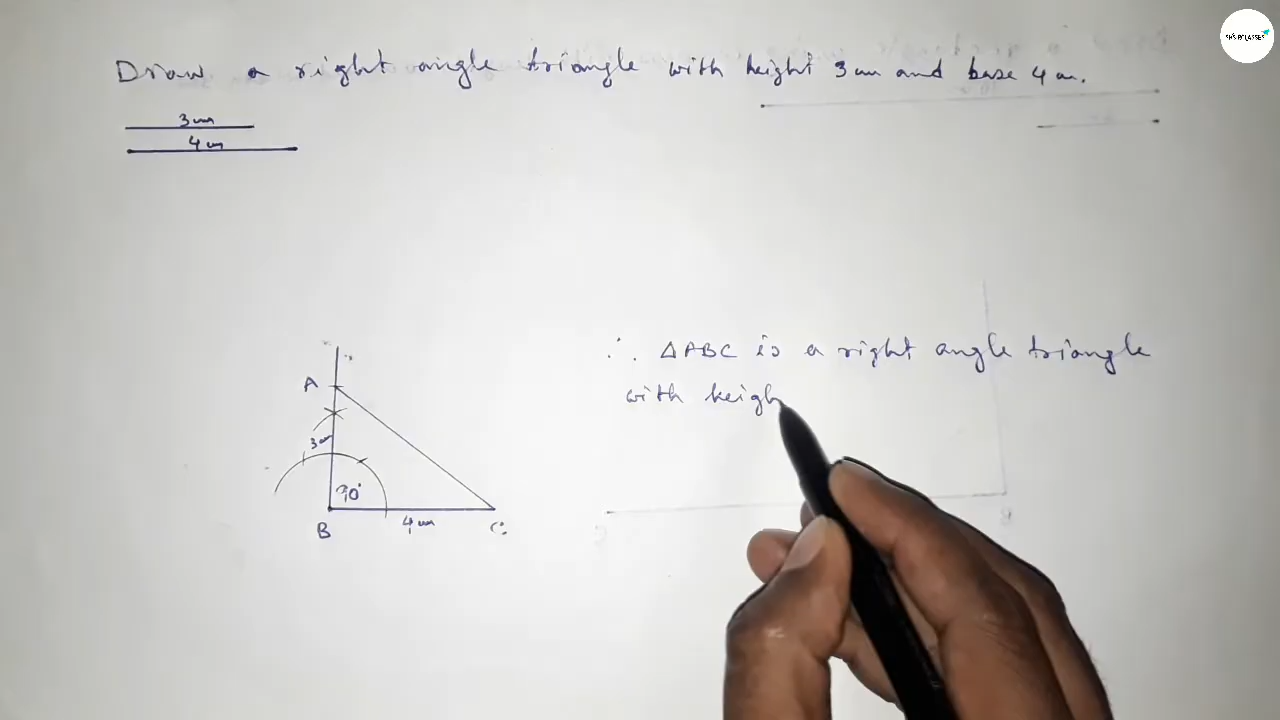 Draw a right angle triangle with height 3 cm and base 4 cm.
3 cm
4 cm
∴ △ABC is a right angle triangle
with heigh
A
3 cm
90°
B
4 cm
C